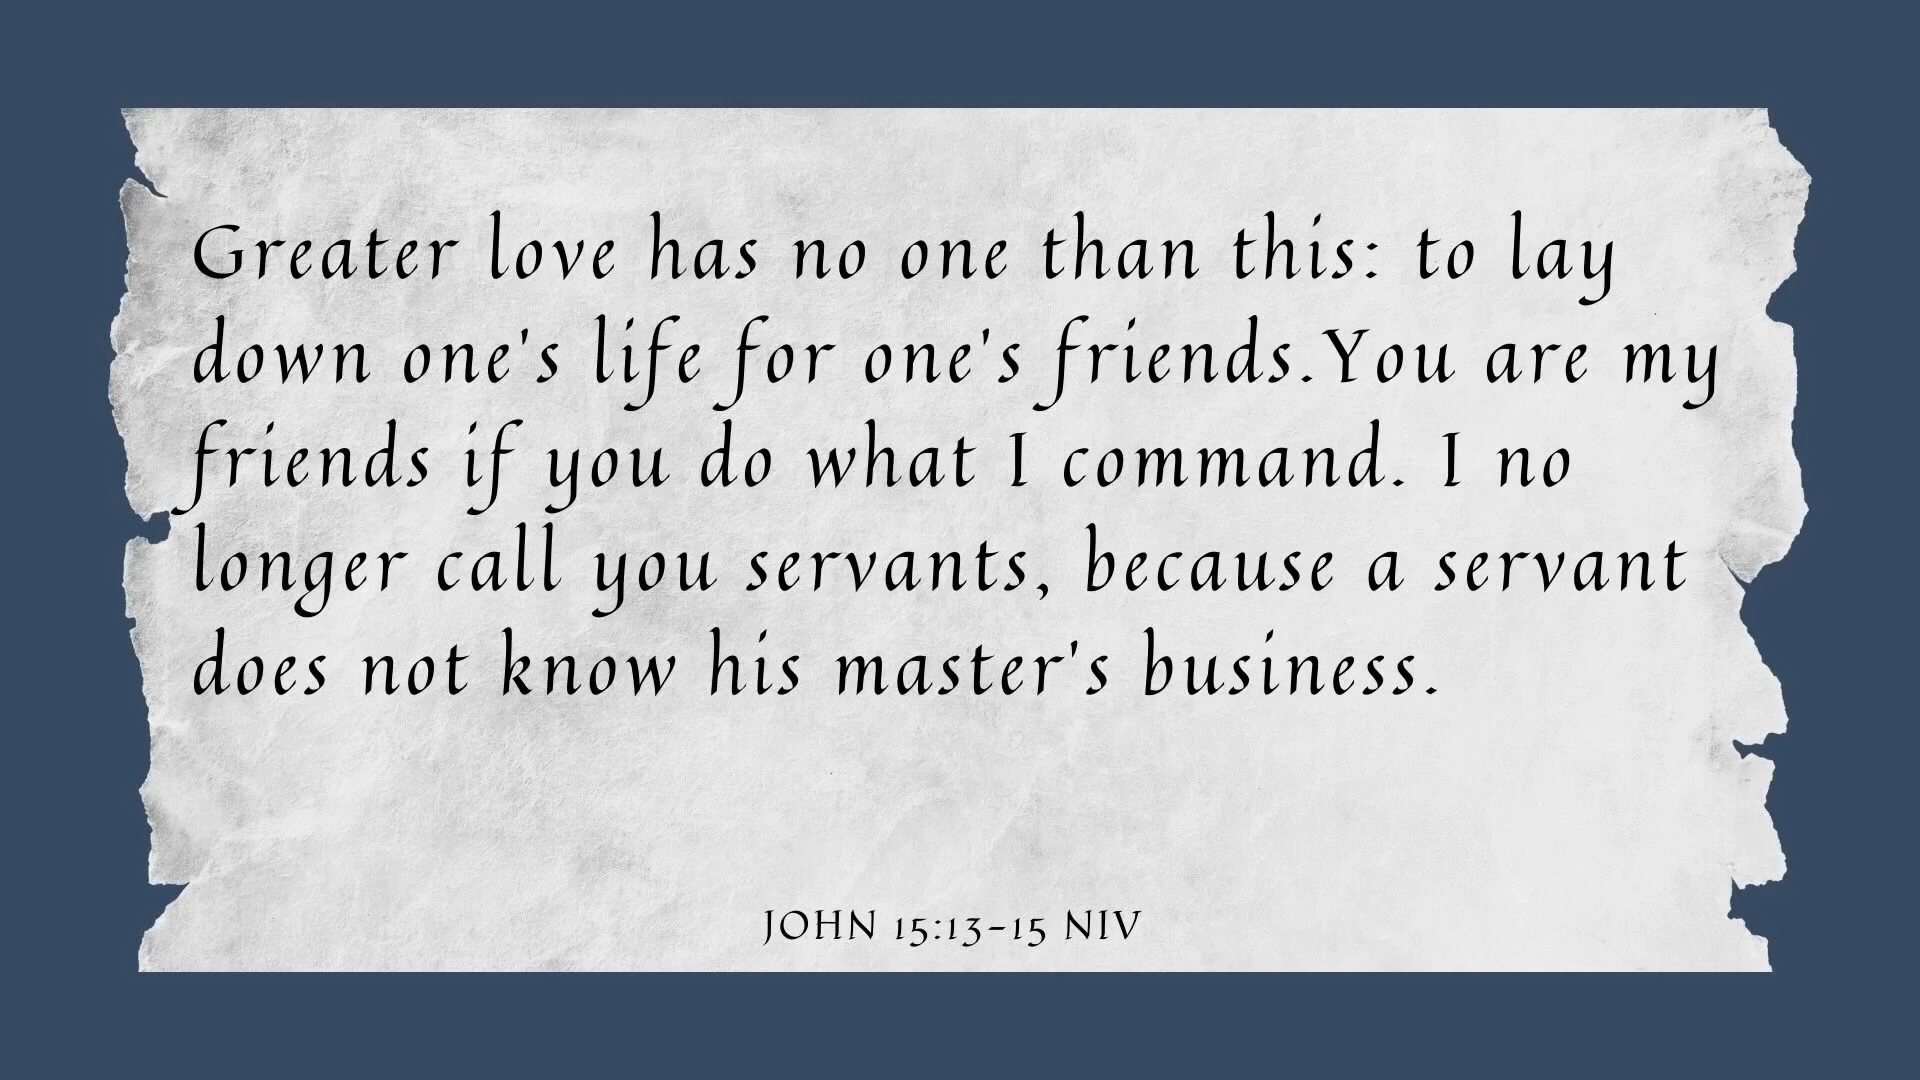 Greater love has no one than this: to lay
down one's life for one's friends.You are my
friends if you do what I command. I no
longer call you servants, because a servant
does not know his master's business.
JOHN 15:13-15 NIV